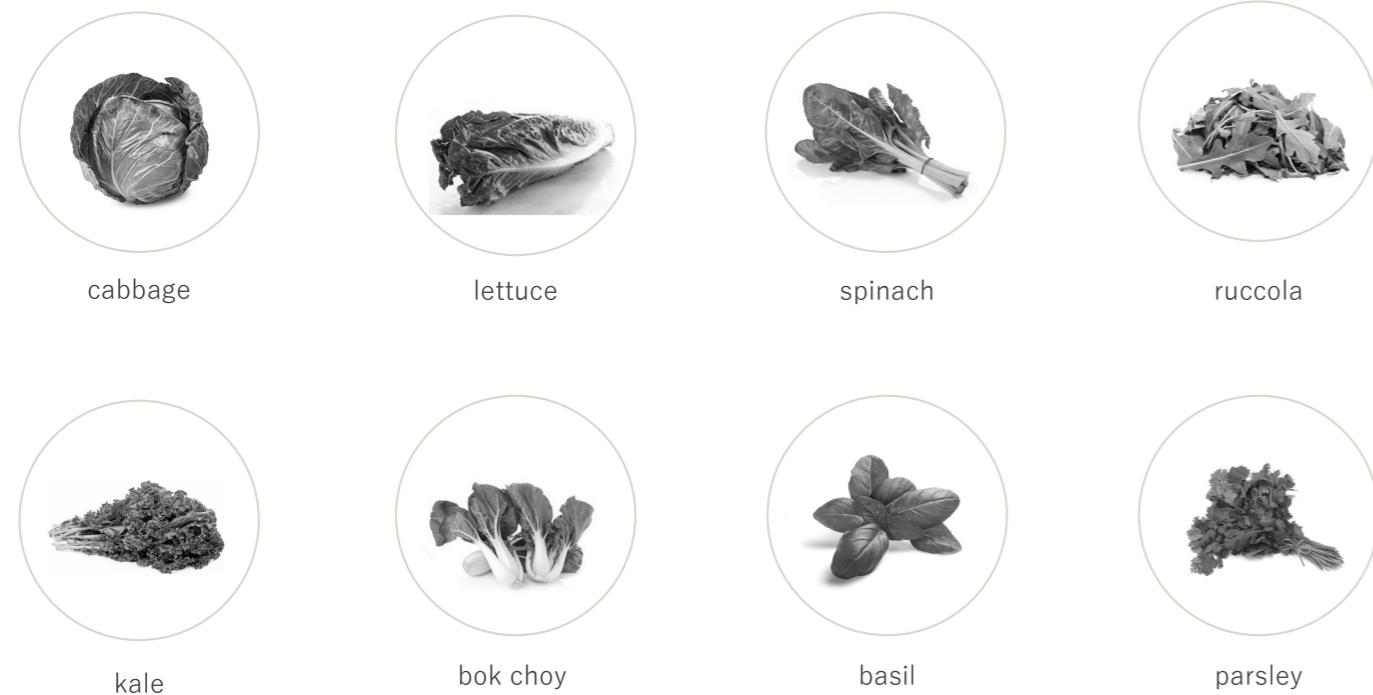 cabbage
lettuce
spinach
ruccola
kale
bok choy
basil
parsley